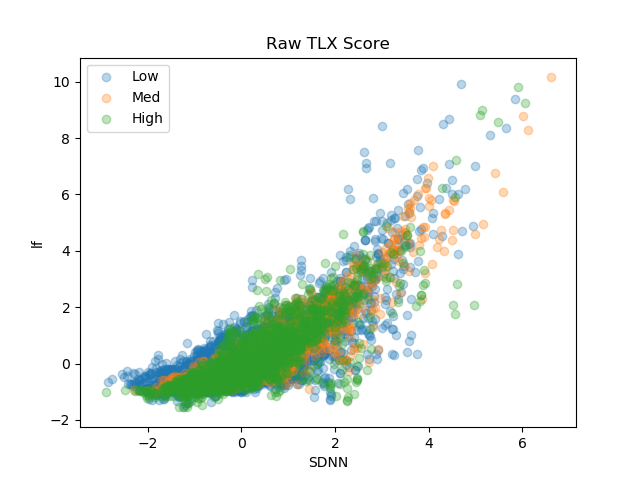 Raw TLX Score
Low
Med
High
10
8
6
4
2
0
−2
lf
−2 0 2 4 6
SDNN